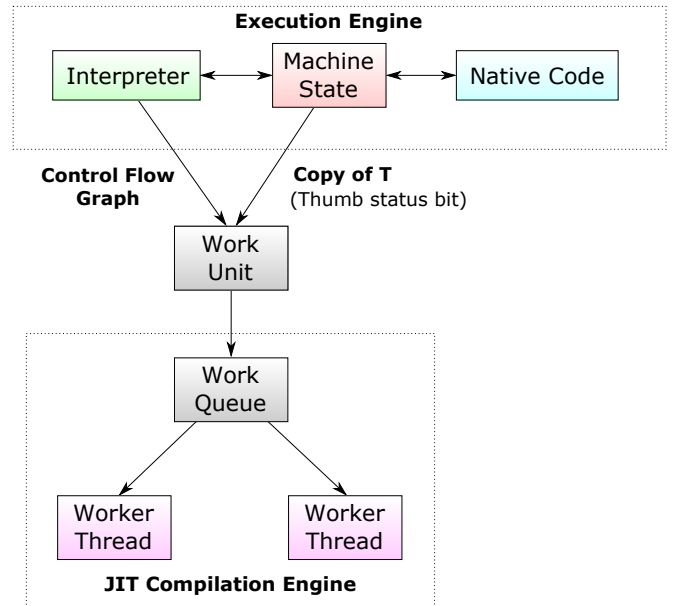 Execution Engine
Interpreter
Machine
State
Native Code
Control Flow
Graph
Copy of T
(Thumb status bit)
Work
Unit
Work
Queue
Worker
Thread
Worker
Thread
JIT Compilation Engine